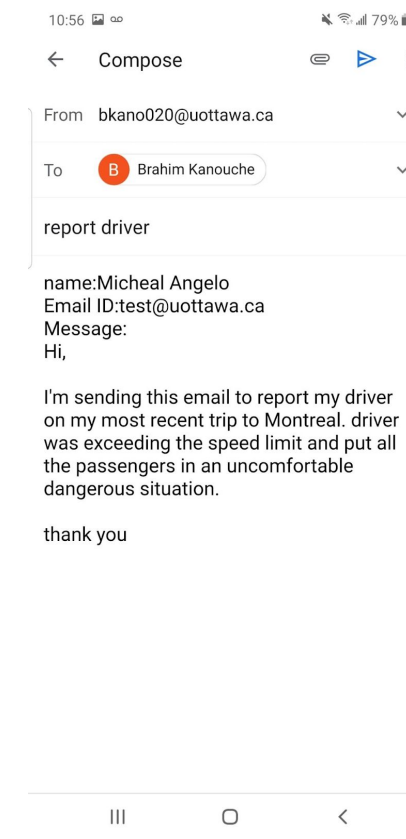 10:56 79%
Compose
From bkano020@uottawa.ca
To B Brahim Kanouche
report driver
name:Micheal Angelo
Email ID:test@uottawa.ca
Message:
Hi,
I'm sending this email to report my driver
on my most recent trip to Montreal. driver
was exceeding the speed limit and put all
the passengers in an uncomfortable
dangerous situation.
thank you